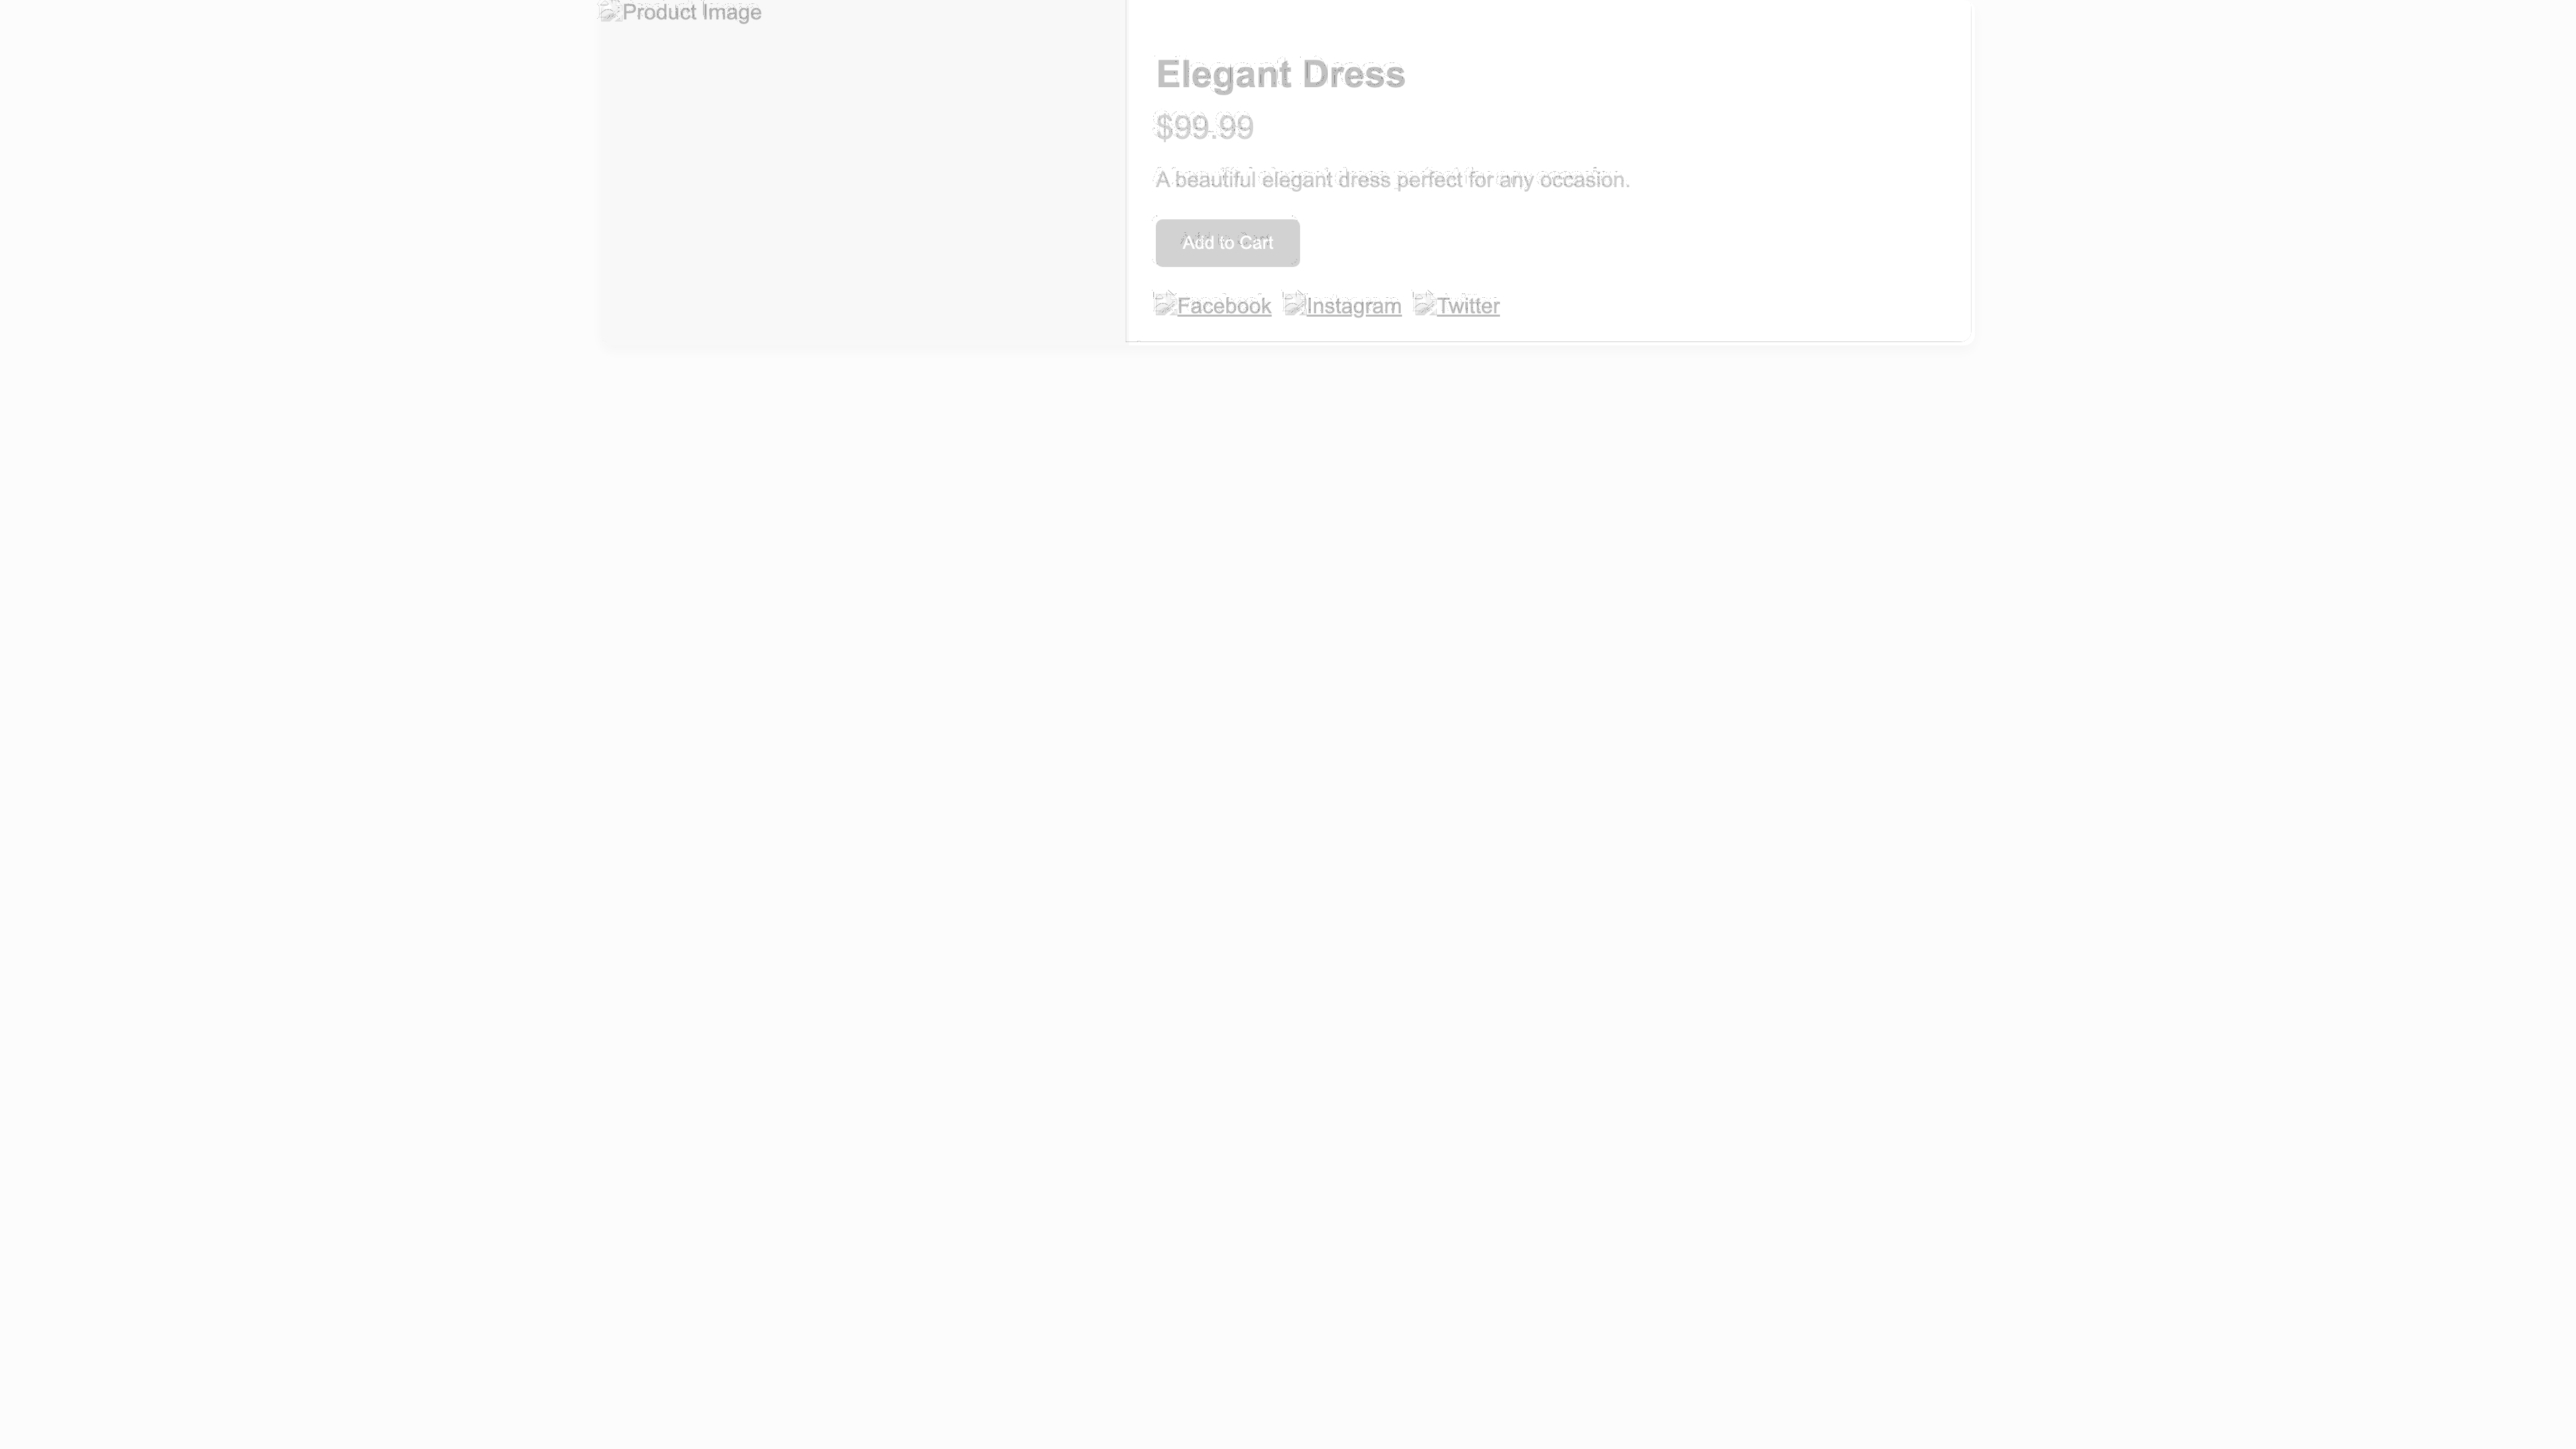 Product Image
Elegant Dress
$99.99
A beautiful elegant dress perfect for any occasion.
Add to Cart
Facebook Instagram Twitter